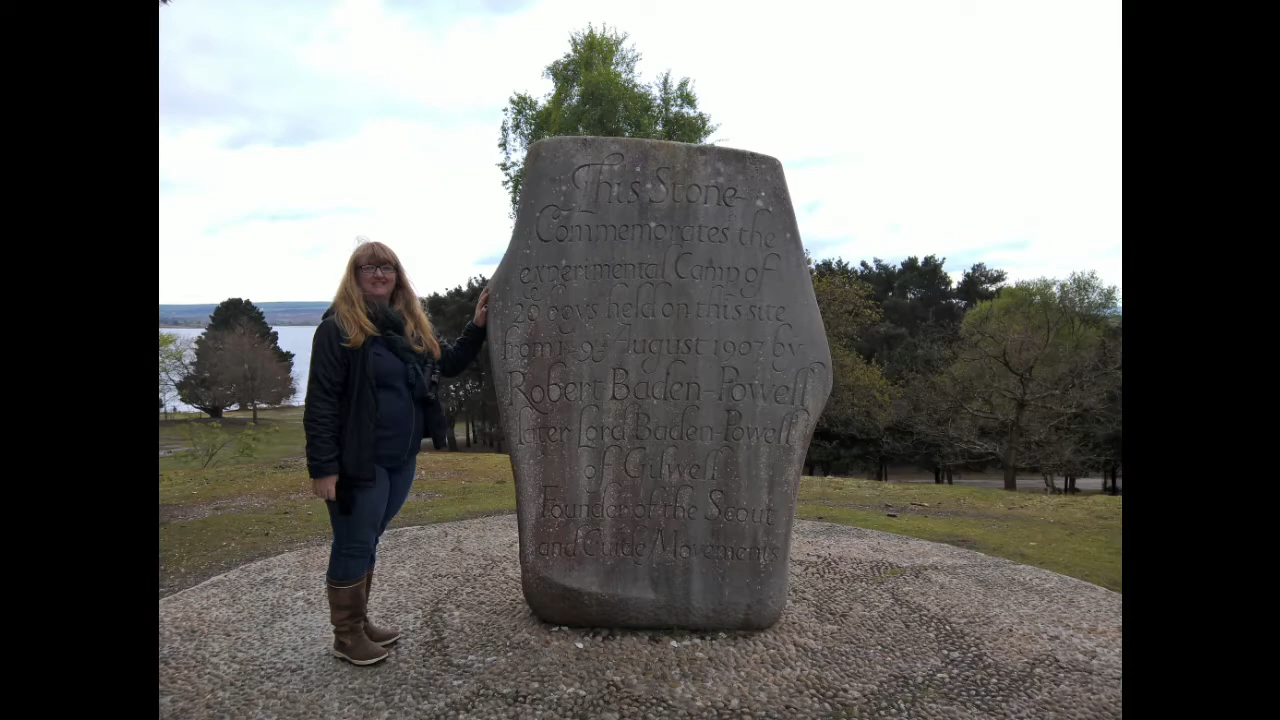 This Stone
Commemorates the
experimental Camp of
20 boys held on this site
from 1-9 August 1907 by
Robert Baden-Powell
later Lord Baden-Powell
of Gilwell
Founder of the Scout
and Guide Movements